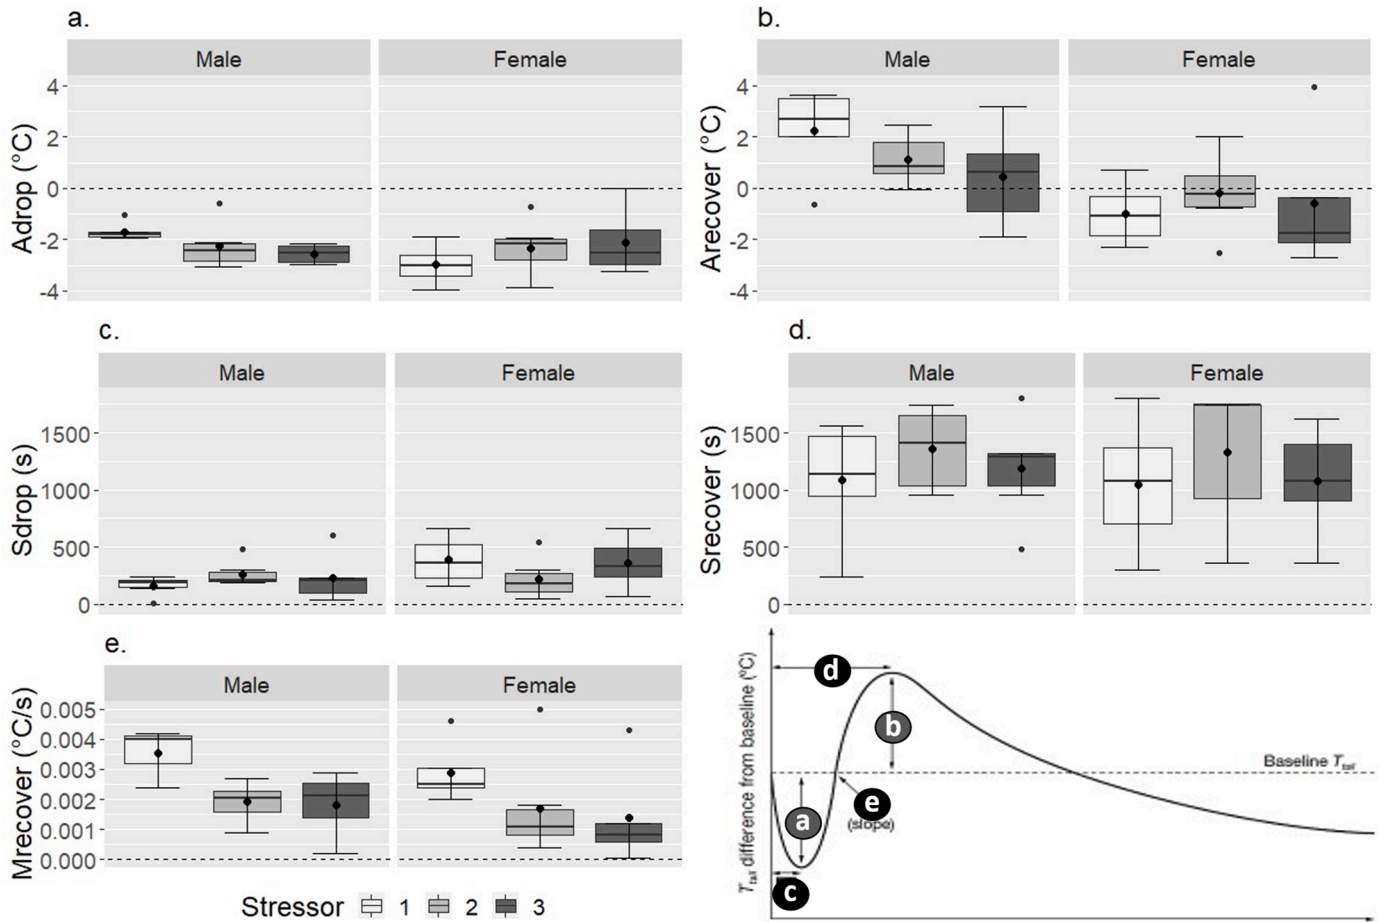 a.
Male Female
Adrop (°C)
4
2
0
-2
-4
b.
Male Female
Arecover (°C)
4
2
0
-2
-4
c.
Male Female
Sdrop (s)
1500
1000
500
0
d.
Male Female
Srecover (s)
1500
1000
500
0
e.
Male Female
Mrecover (°C/s)
0.005
0.004
0.003
0.002
0.001
0.000
Stressor 1 2 3
Ttail difference from baseline (°C)
d
b
Baseline Ttail
e
(slope)
a
c